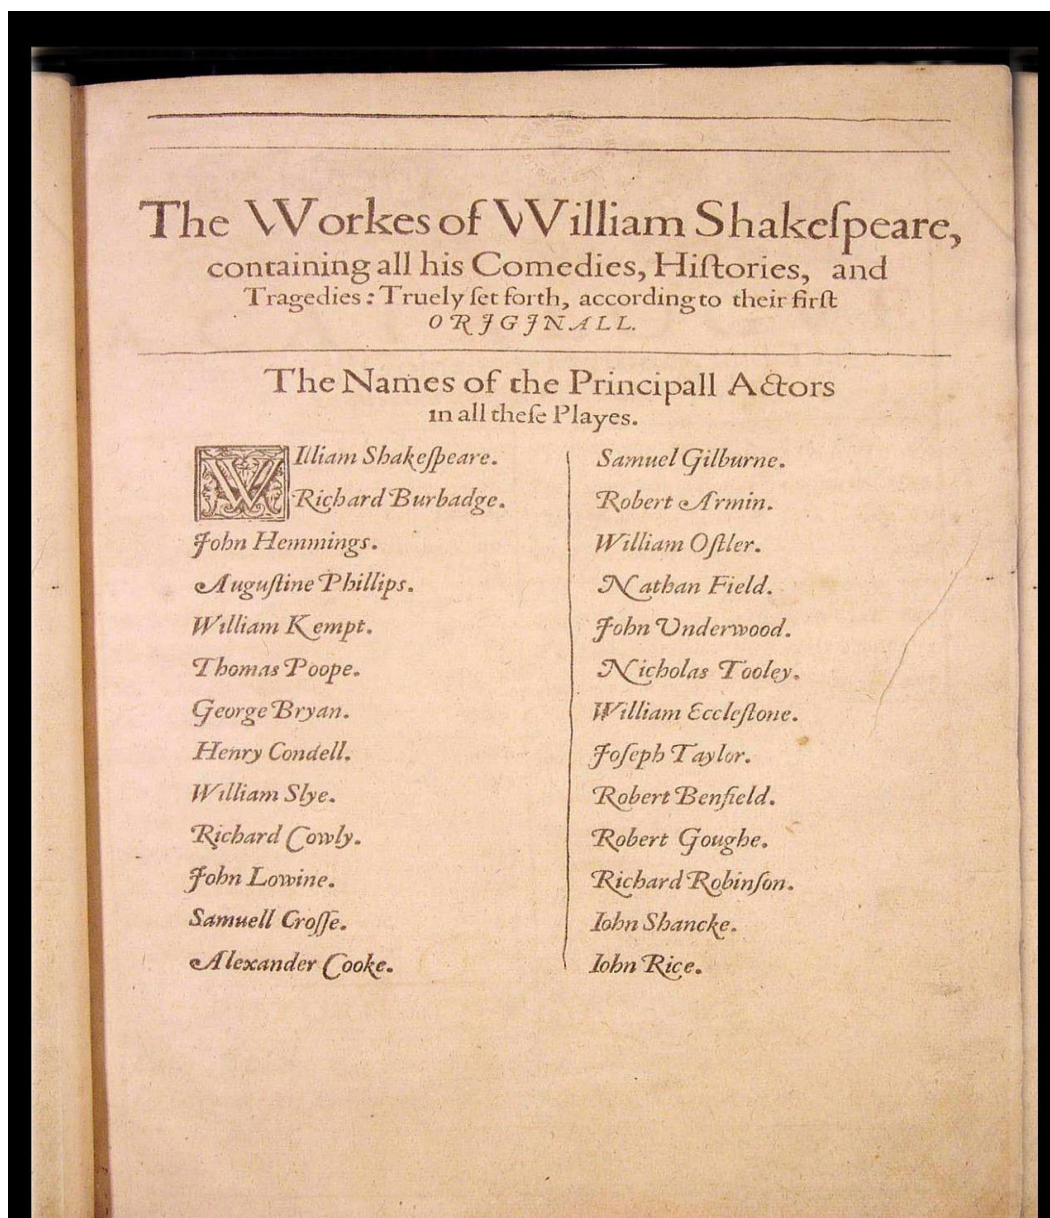 The Workes of William Shakeſpeare,
containing all his Comedies, Hiſtories, and
Tragedies: Truely ſet forth, according to their firſt
ORJGJNALL.
The Names of the Principall Actors
in all theſe Playes.
William Shakeſpeare.
Richard Burbadge.
John Hemmings.
Auguſtine Phillips.
William Kempt.
Thomas Poope.
George Bryan.
Henry Condell.
William Slye.
Richard Cowly.
John Lowine.
Samuell Croſſe.
Alexander Cooke.
Samuel Gilburne.
Robert Armin.
William Oſtler.
Nathan Field.
John Underwood.
Nicholas Tooley.
William Eccleſtone.
Joſeph Taylor.
Robert Benfield.
Robert Goughe.
Richard Robinſon.
Iohn Shancke.
Iohn Rice.